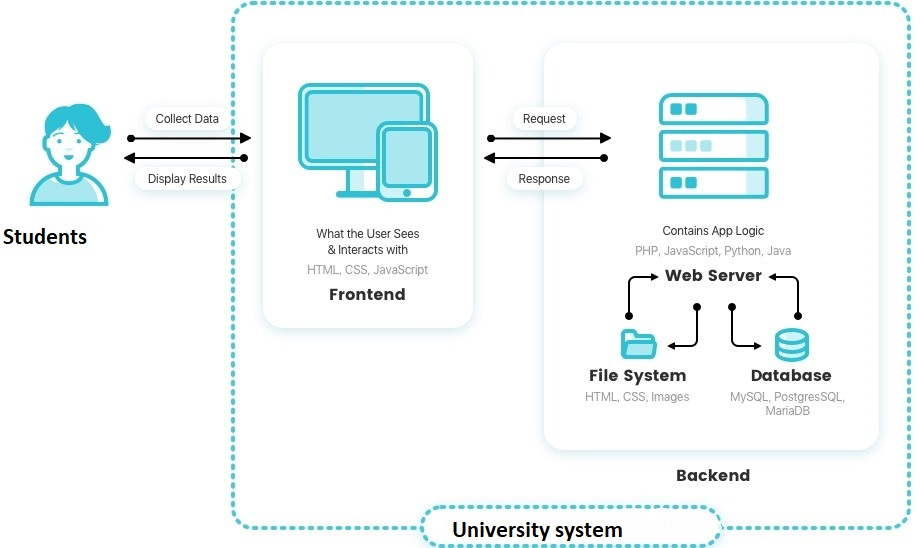 Students
Collect Data
Display Results
What the User Sees
& Interacts with
HTML, CSS, JavaScript
Frontend
Request
Response
Contains App Logic
PHP, JavaScript, Python, Java
Web Server
File System
HTML, CSS, Images
Database
MySQL, PostgresSQL,
MariaDB
Backend
University system